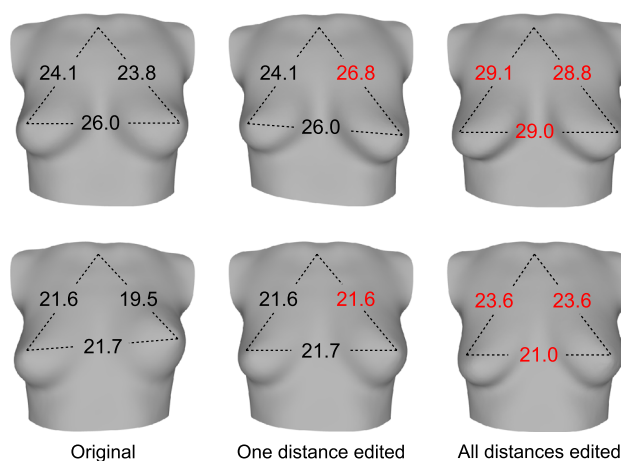 24.1 23.8 24.1 26.8 29.1 28.8
26.0 26.0 29.0
21.6 19.5 21.6 21.6 23.6 23.6
21.7 21.7 21.0
Original One distance edited All distances edited